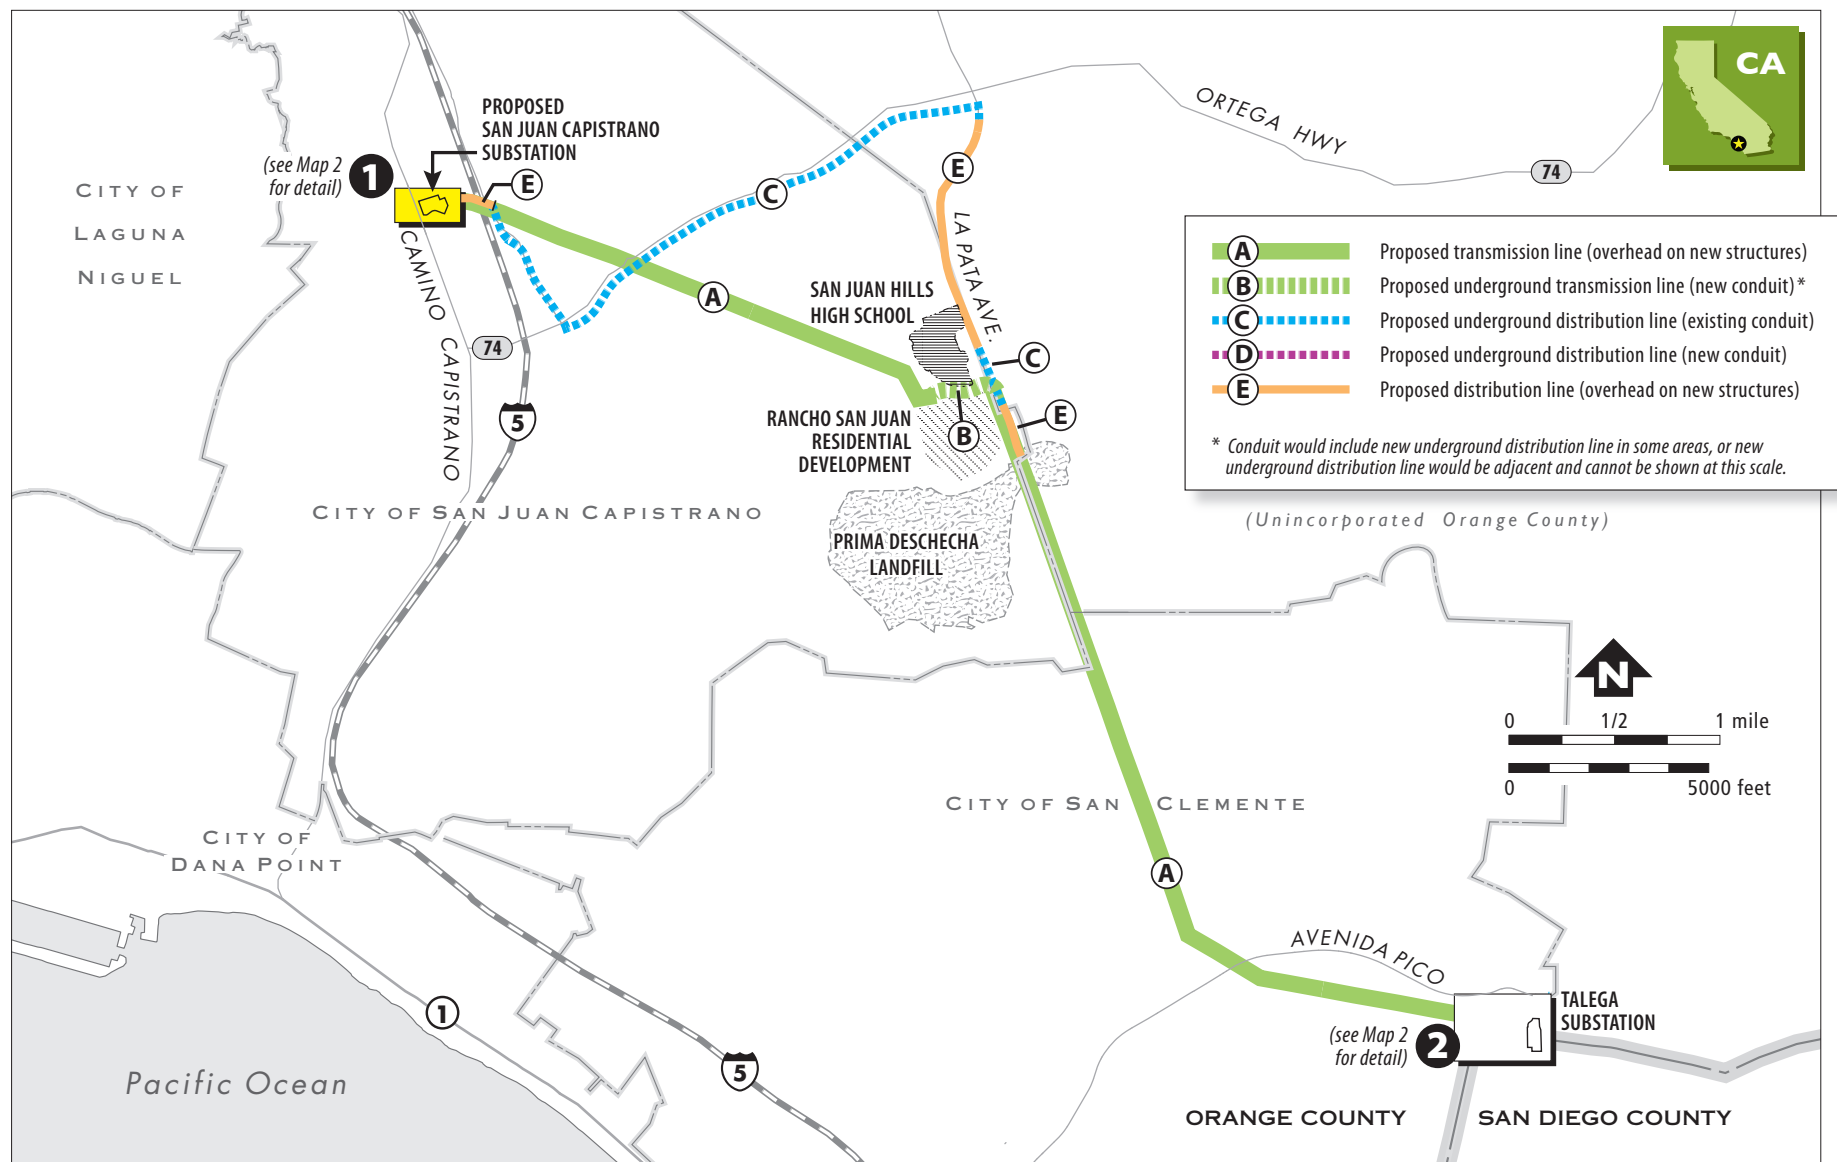 CA
PROPOSED
SAN JUAN CAPISTRANO
SUBSTATION
(see Map 2
for detail)
1
E
CITY OF
LAGUNA
NIGUEL
C
E
ORTEGA HWY
74
LA PATA AVE.
CAMINO CAPISTRANO
A
SAN JUAN HILLS
HIGH SCHOOL
74
C
5
RANCHO SAN JUAN
RESIDENTIAL
DEVELOPMENT
B
E
A Proposed transmission line (overhead on new structures)
B Proposed underground transmission line (new conduit) *
C Proposed underground distribution line (existing conduit)
D Proposed underground distribution line (new conduit)
E Proposed distribution line (overhead on new structures)
* Conduit would include new underground distribution line in some areas, or new
underground distribution line would be adjacent and cannot be shown at this scale.
CITY OF SAN JUAN CAPISTRANO
(Unincorporated Orange County)
PRIMA DESCHECHA
LANDFILL
N
0 1/2 1 mile
0 5000 feet
CITY OF SAN CLEMENTE
CITY OF
DANA POINT
A
AVENIDA PICO
TALEGA
SUBSTATION
(see Map 2
for detail)
2
1
5
Pacific Ocean
ORANGE COUNTY
SAN DIEGO COUNTY